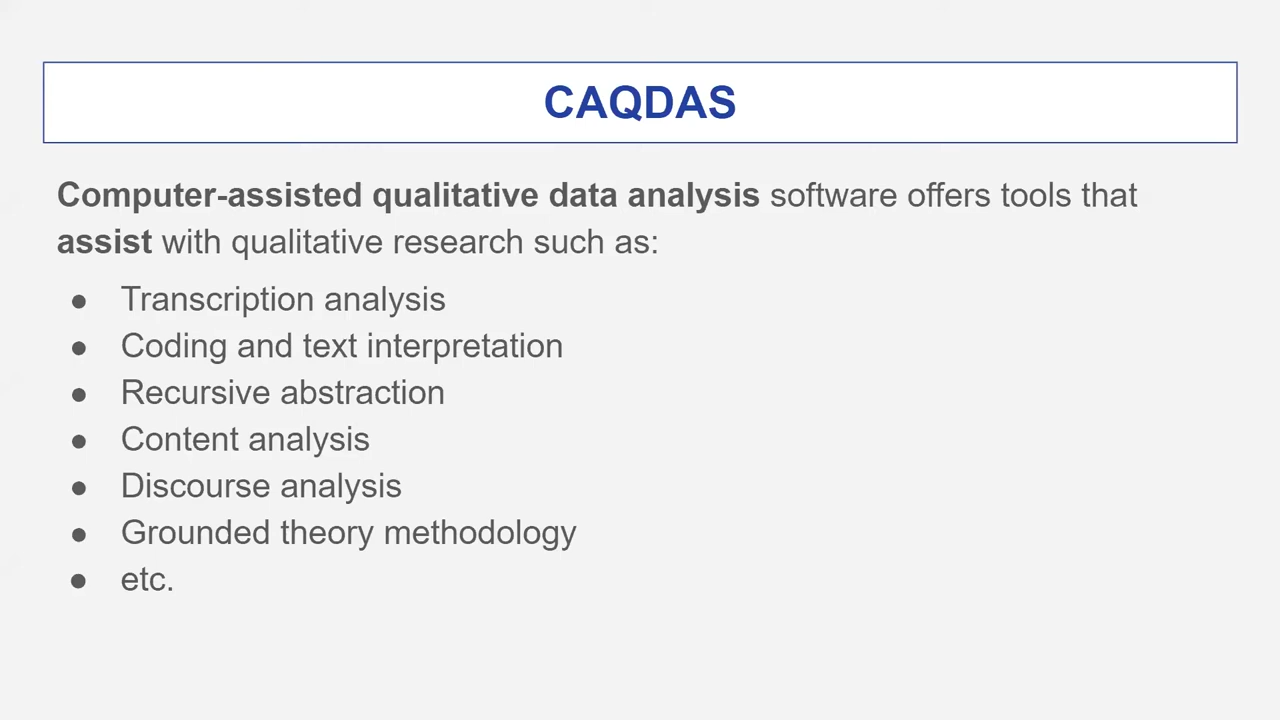 CAQDAS
Computer-assisted qualitative data analysis software offers tools that
assist with qualitative research such as:
● Transcription analysis
● Coding and text interpretation
● Recursive abstraction
● Content analysis
● Discourse analysis
● Grounded theory methodology
● etc.